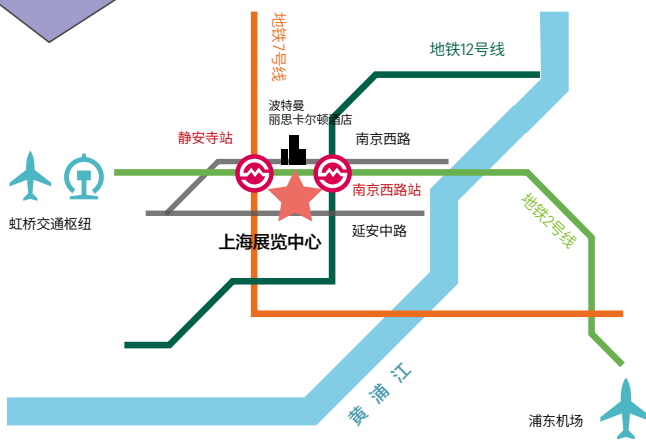 地铁7号线
地铁12号线
波特曼
丽思卡尔顿酒店
静安寺站
南京西路
南京西路站
地铁2号线
虹桥交通枢纽
上海展览中心
延安中路
黄浦江
浦东机场